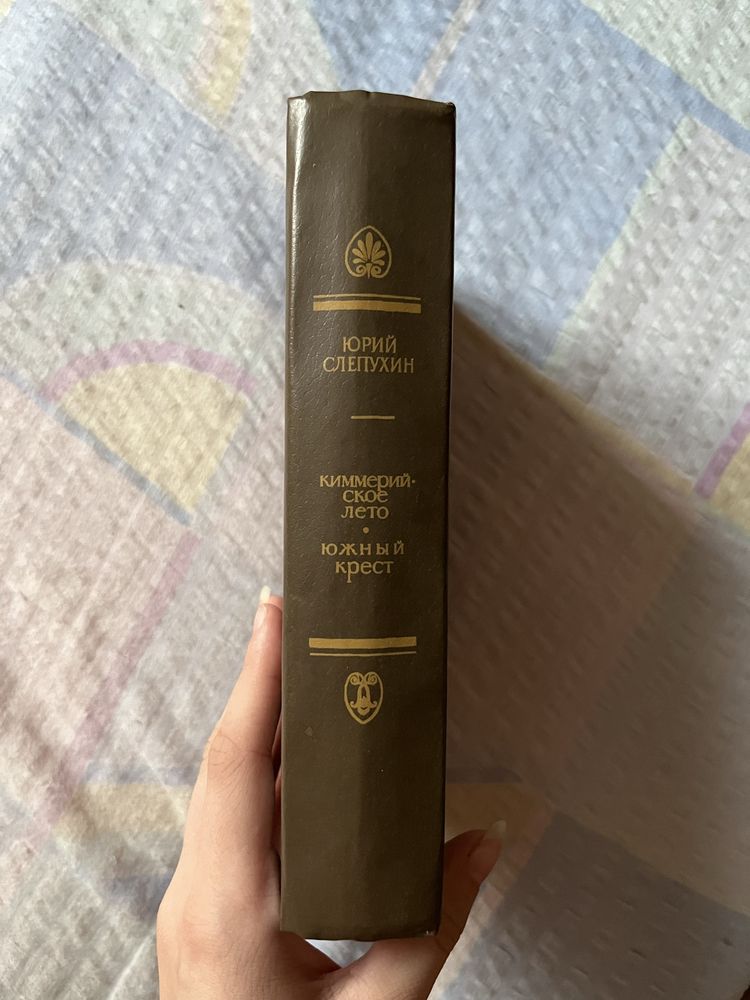 ЮРИЙ
СЛЕПУХИН
КИММЕРИЙ-
СКОЕ
ЛЕТО
ЮЖНЫЙ
КРЕСТ